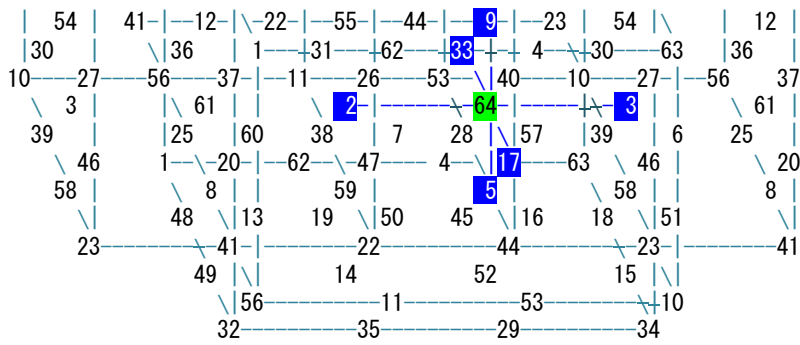 54 41 12 22 55 44 9 23 54 12
30 36 1 31 62 33 4 30 63 36
10 27 56 37 11 26 53 40 10 27 56 37
3 61 2 64 3 61
39 25 60 38 7 28 57 39 6 25
46 1 20 62 47 4 17 63 46 20
58 8 59 5 58 8
48 13 19 50 45 16 18 51
23 41 22 44 23 41
49 14 52 15
56 11 53 10
32 35 29 34